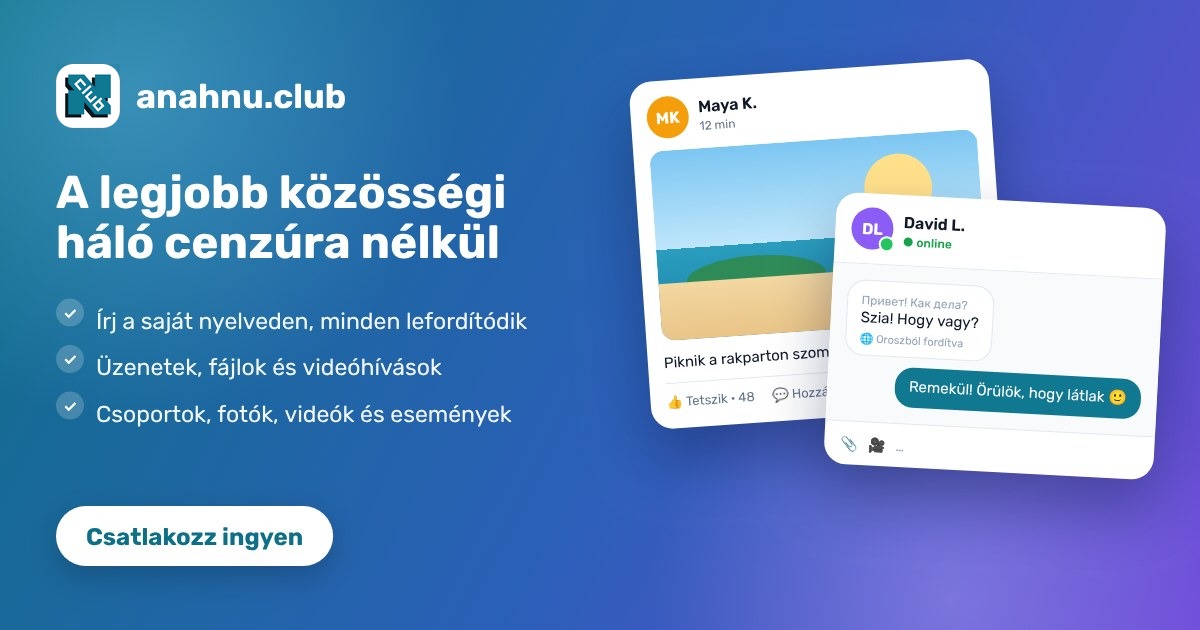 club
anahnu.club
A legjobb közösségi
háló cenzúra nélkül
Írj a saját nyelveden, minden lefordítódik
Üzenetek, fájlok és videóhívások
Csoportok, fotók, videók és események
Csatlakozz ingyen
MK
Maya K.
12 min
Piknik a rakparton
👍 Tetszik · 48
DL
David L.
online
Привет! Как дела?
Szia! Hogy vagy?
🌐 Oroszból fordítva
Remekül! Örülök, hogy látlak 🙂
📎 🎥 ...